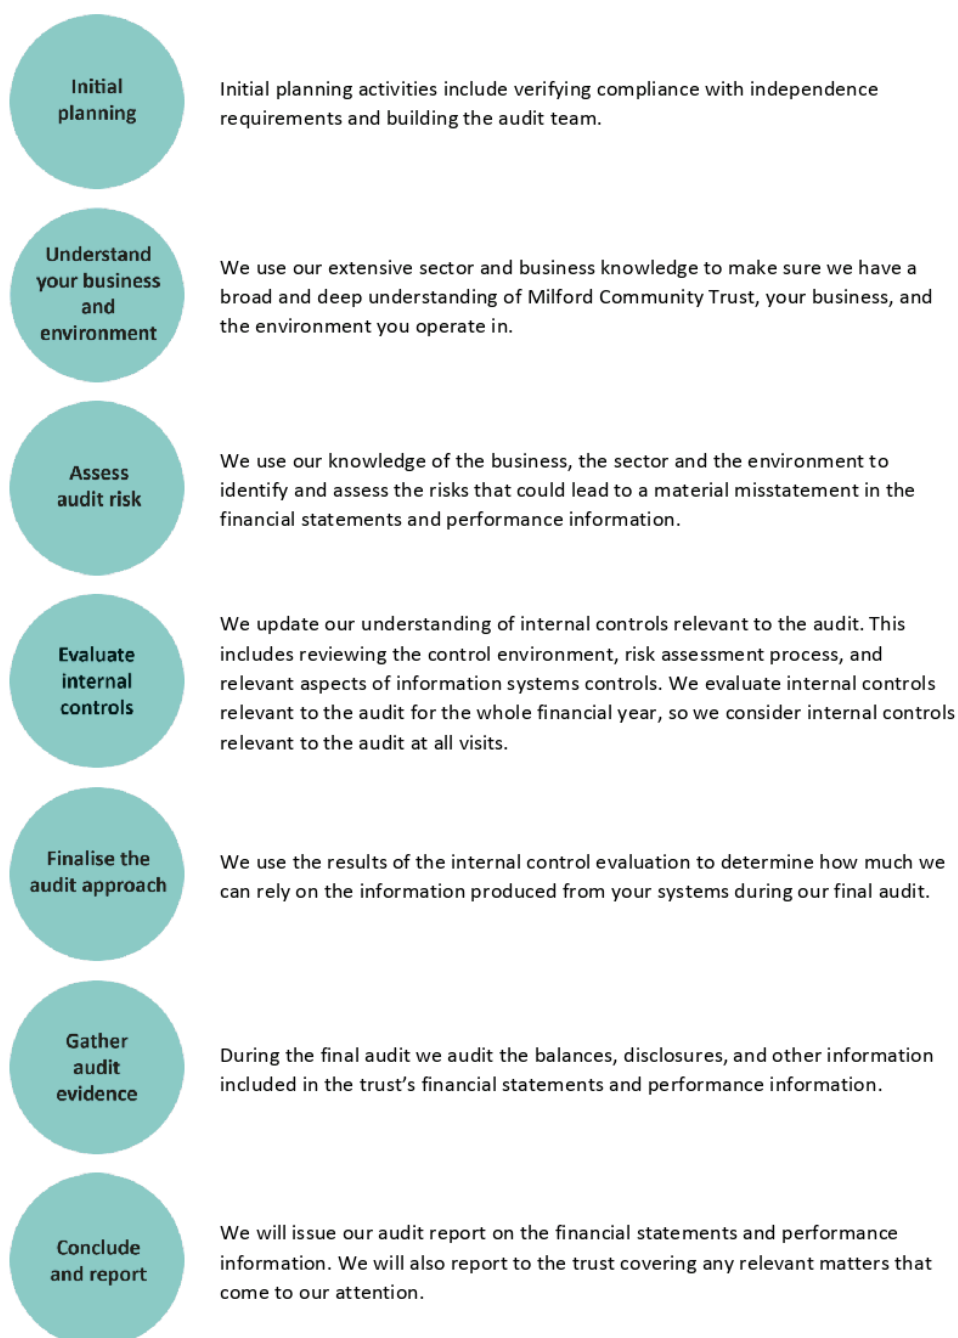 Initial
planning
Initial planning activities include verifying compliance with independence
requirements and building the audit team.
Understand
your business
and
environment
We use our extensive sector and business knowledge to make sure we have a
broad and deep understanding of Milford Community Trust, your business, and
the environment you operate in.
Assess
audit risk
We use our knowledge of the business, the sector and the environment to
identify and assess the risks that could lead to a material misstatement in the
financial statements and performance information.
Evaluate
internal
controls
We update our understanding of internal controls relevant to the audit. This
includes reviewing the control environment, risk assessment process, and
relevant aspects of information systems controls. We evaluate internal controls
relevant to the audit for the whole financial year, so we consider internal controls
relevant to the audit at all visits.
Finalise the
audit approach
We use the results of the internal control evaluation to determine how much we
can rely on the information produced from your systems during our final audit.
Gather
audit
evidence
During the final audit we audit the balances, disclosures, and other information
included in the trust’s financial statements and performance information.
Conclude
and report
We will issue our audit report on the financial statements and performance
information. We will also report to the trust covering any relevant matters that
come to our attention.